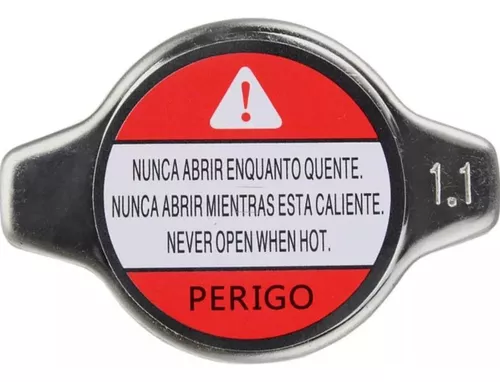 NUNCA ABRIR ENQUANTO QUENTE.
NUNCA ABRIR MIENTRAS ESTA CALIENTE.
NEVER OPEN WHEN HOT.
1.1
PERIGO